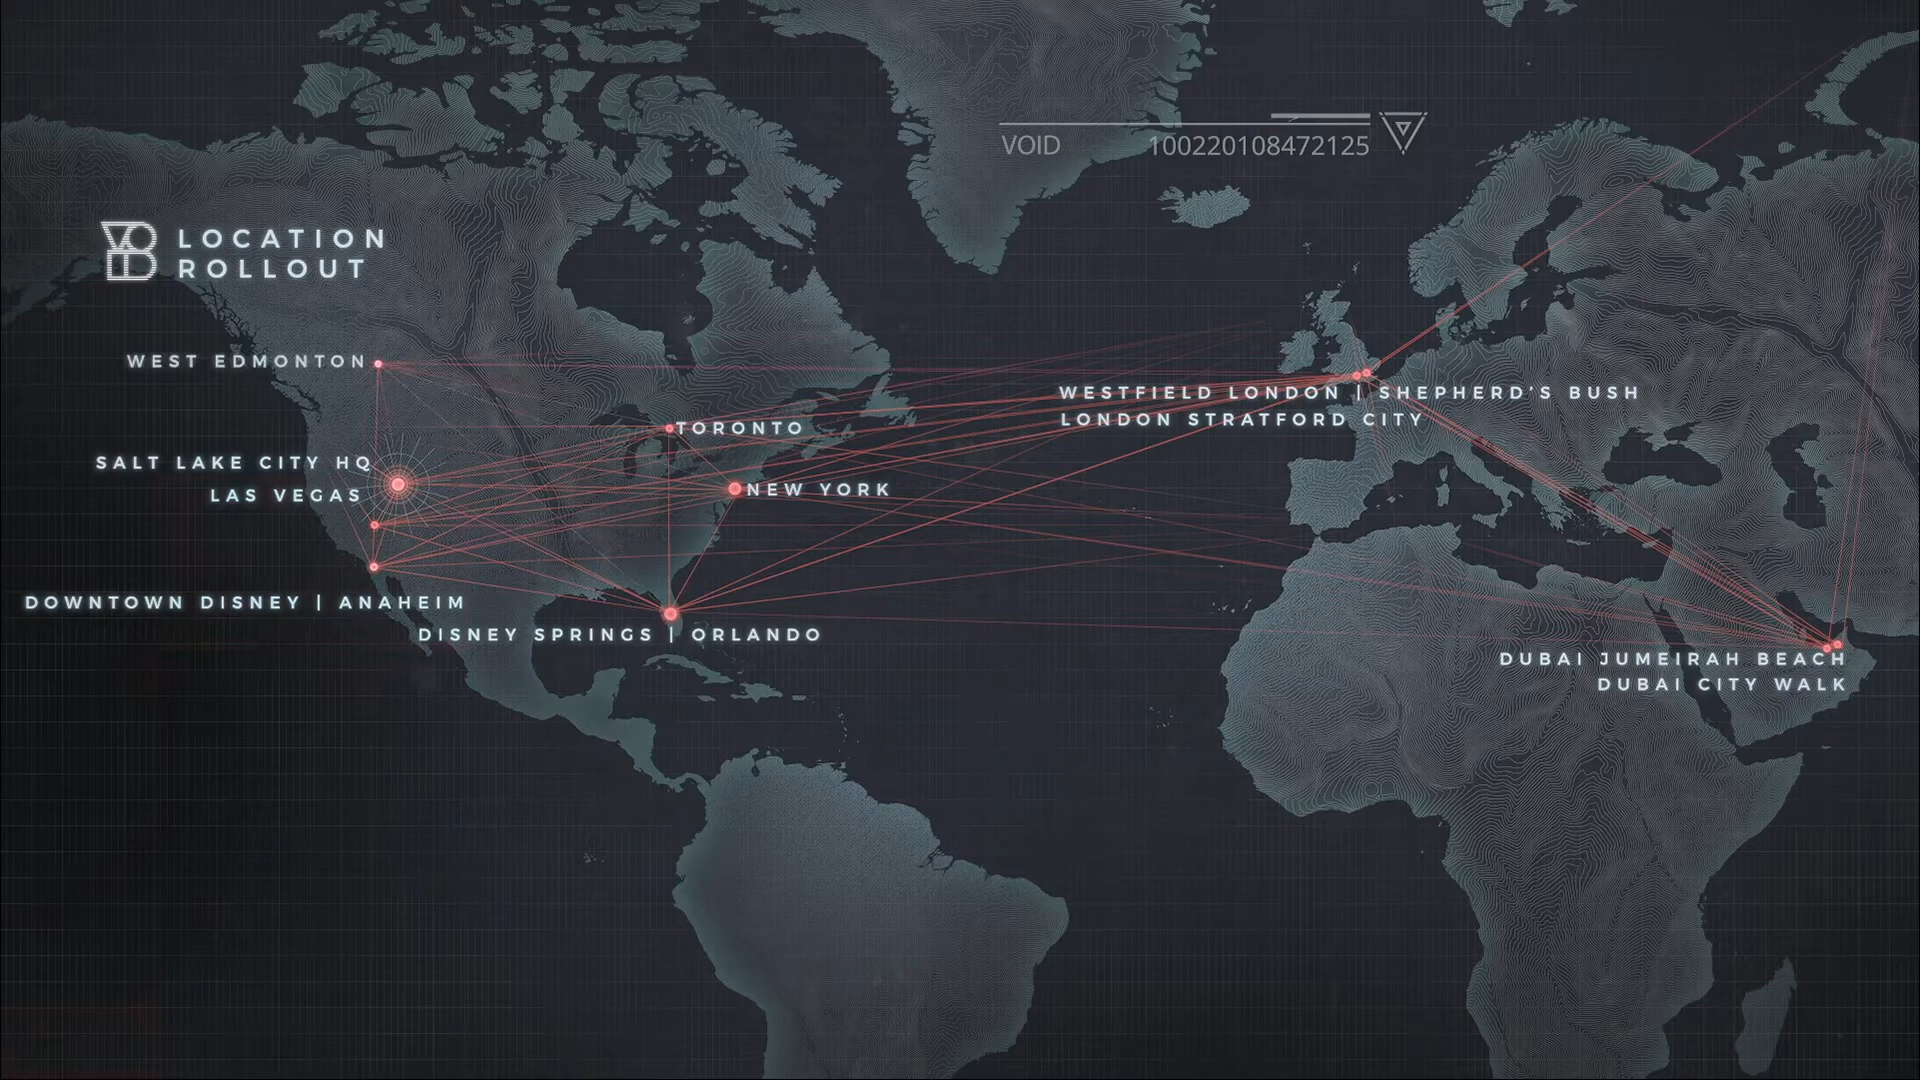 VOID 100220108472125
VOID LOCATION
ROLLOUT
WEST EDMONTON
WESTFIELD LONDON | SHEPHERD'S BUSH
LONDON STRATFORD CITY
TORONTO
SALT LAKE CITY HQ
LAS VEGAS
NEW YORK
DOWNTOWN DISNEY | ANAHEIM
DISNEY SPRINGS | ORLANDO
DUBAI JUMEIRAH BEACH
DUBAI CITY WALK